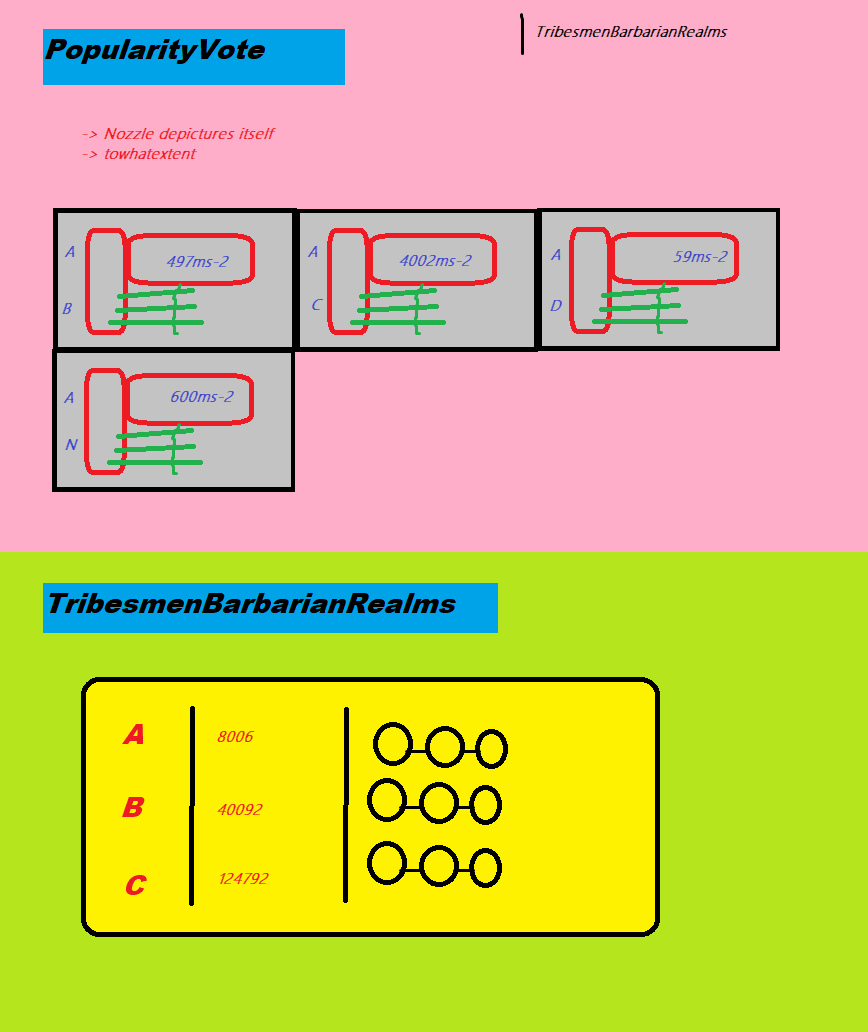 PopularityVote
TribesmenBarbarianRealms
-> Nozzle depictures itself
-> towhatextent
A
497ms-2
B
A
4002ms-2
C
A
59ms-2
D
A
600ms-2
N
TribesmenBarbarianRealms
A 8006
B 40092
C 124792